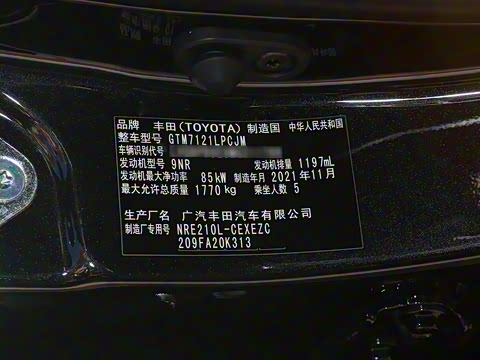 品牌 丰田(TOYOTA) 制造国 中华人民共和国
整车型号 GTM7121LPCJM
车辆识别代号
发动机型号 9NR 发动机排量 1197mL
发动机最大净功率 85kW 制造年月 2021年11月
最大允许总质量 1770kg 乘坐人数 5
生产厂名 广汽丰田汽车有限公司
制造厂专用号 NRE210L-CEXEZC
209FA20K313